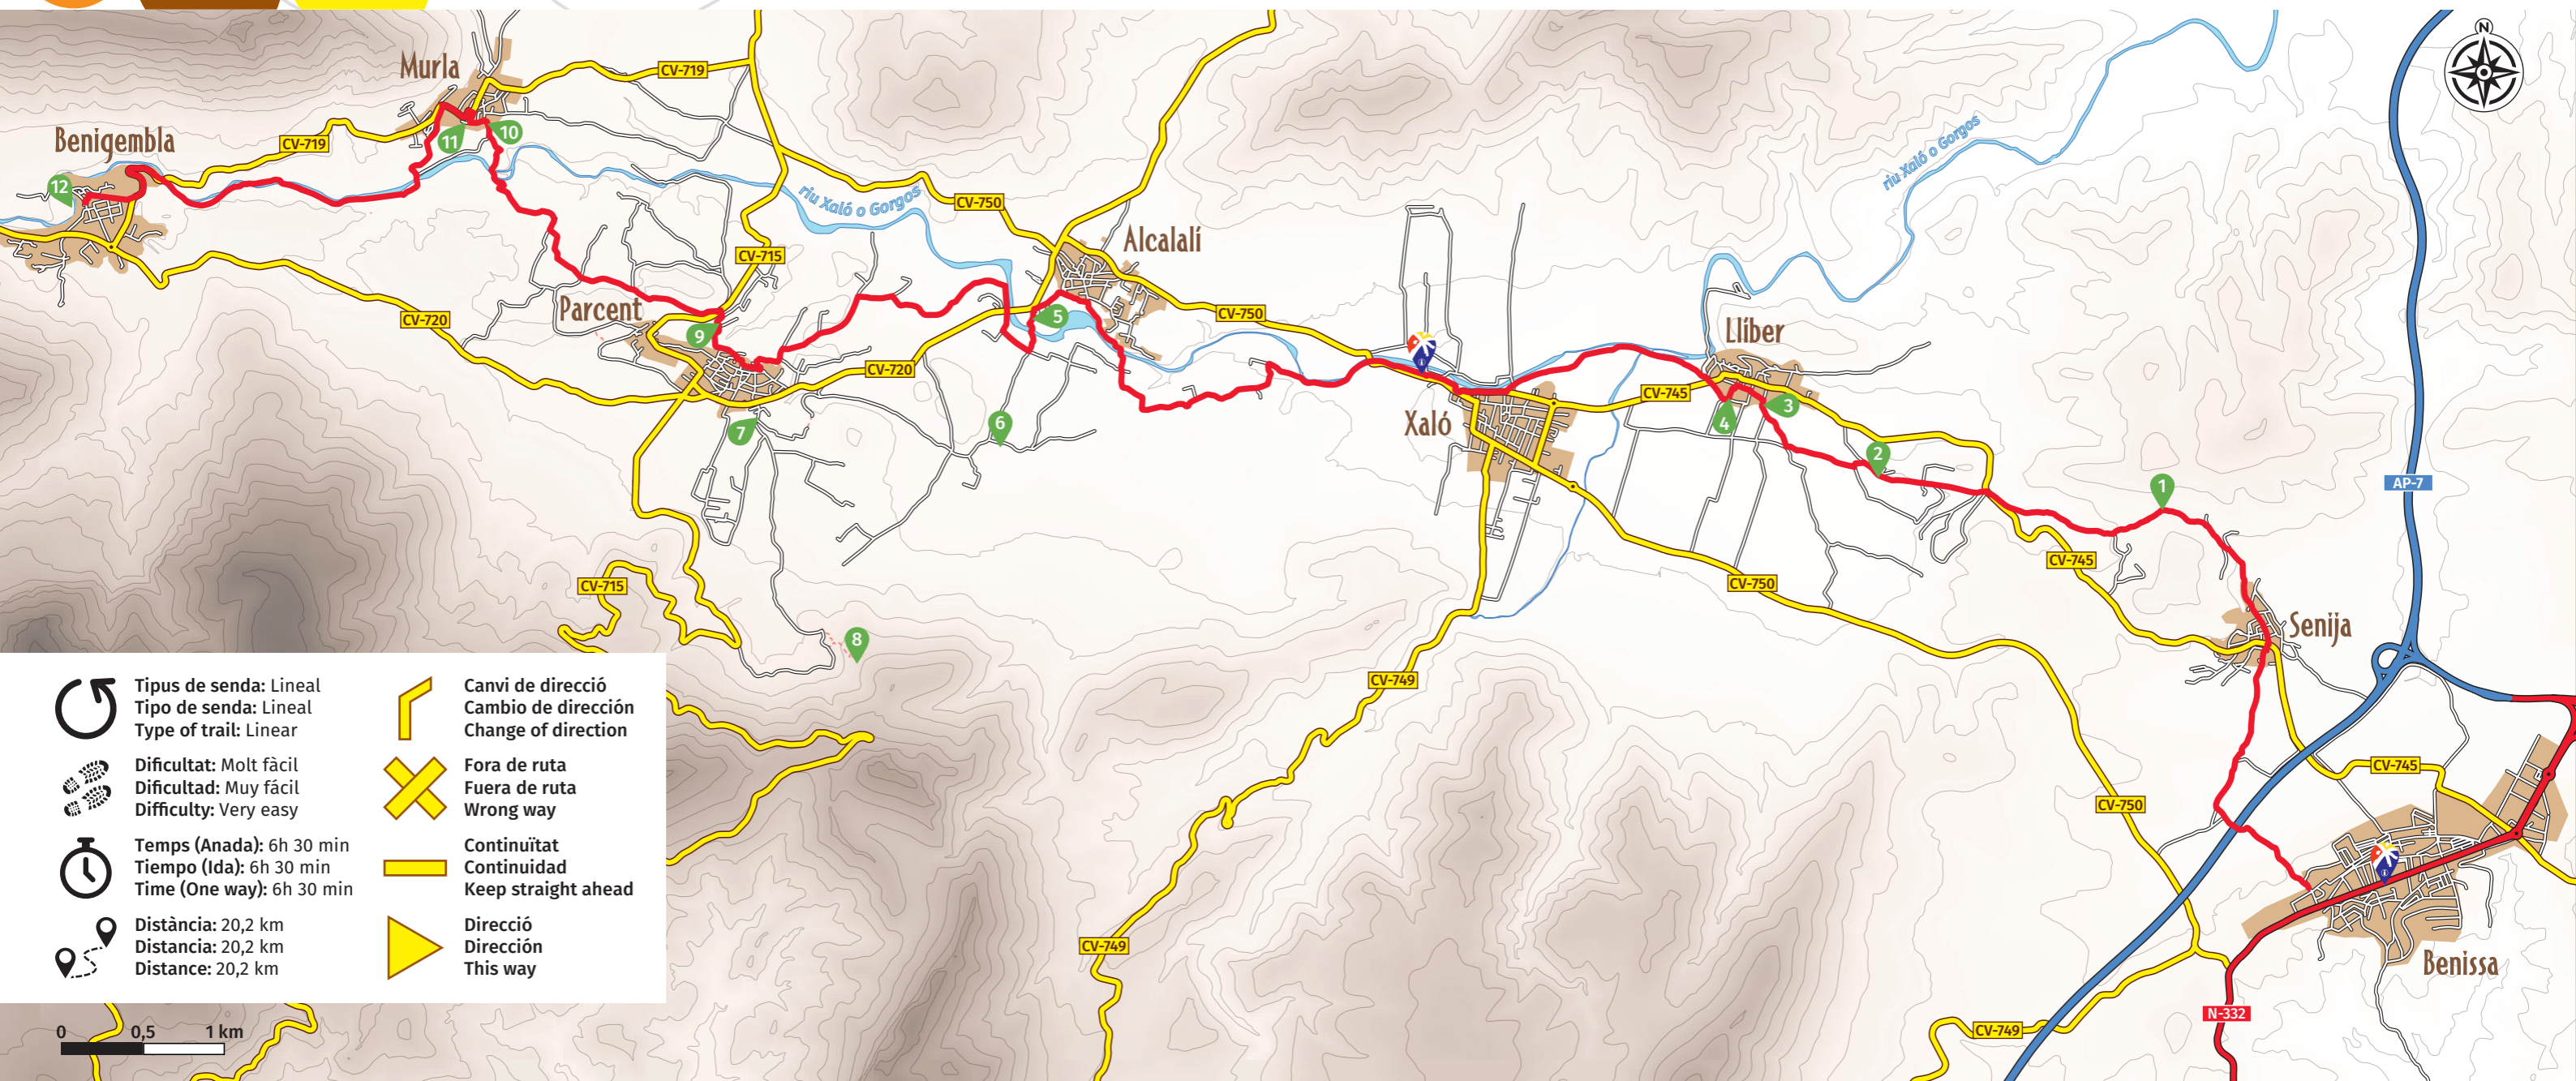 N
Murla
CV-719
Benigembla
CV-719
10
11
12
riu Xaló o Gorgos
riu Xaló o Gorgos
CV-750
Alcalalí
CV-715
Parcent
CV-720
9
5
CV-750
Llíber
CV-720
CV-745
3
4
Xaló
6
7
2
1
AP-7
CV-745
CV-750
CV-715
8
Senija
CV-749
CV-745
CV-750
CV-749
Benissa
N-332
CV-749
Tipus de senda: Lineal
Tipo de senda: Lineal
Type of trail: Linear
Dificultat: Molt fàcil
Dificultad: Muy fácil
Difficulty: Very easy
Temps (Anada): 6h 30 min
Tiempo (Ida): 6h 30 min
Time (One way): 6h 30 min
Distància: 20,2 km
Distancia: 20,2 km
Distance: 20,2 km
Canvi de direcció
Cambio de dirección
Change of direction
Fora de ruta
Fuera de ruta
Wrong way
Continuïtat
Continuidad
Keep straight ahead
Direcció
Dirección
This way
0 0,5 1 km